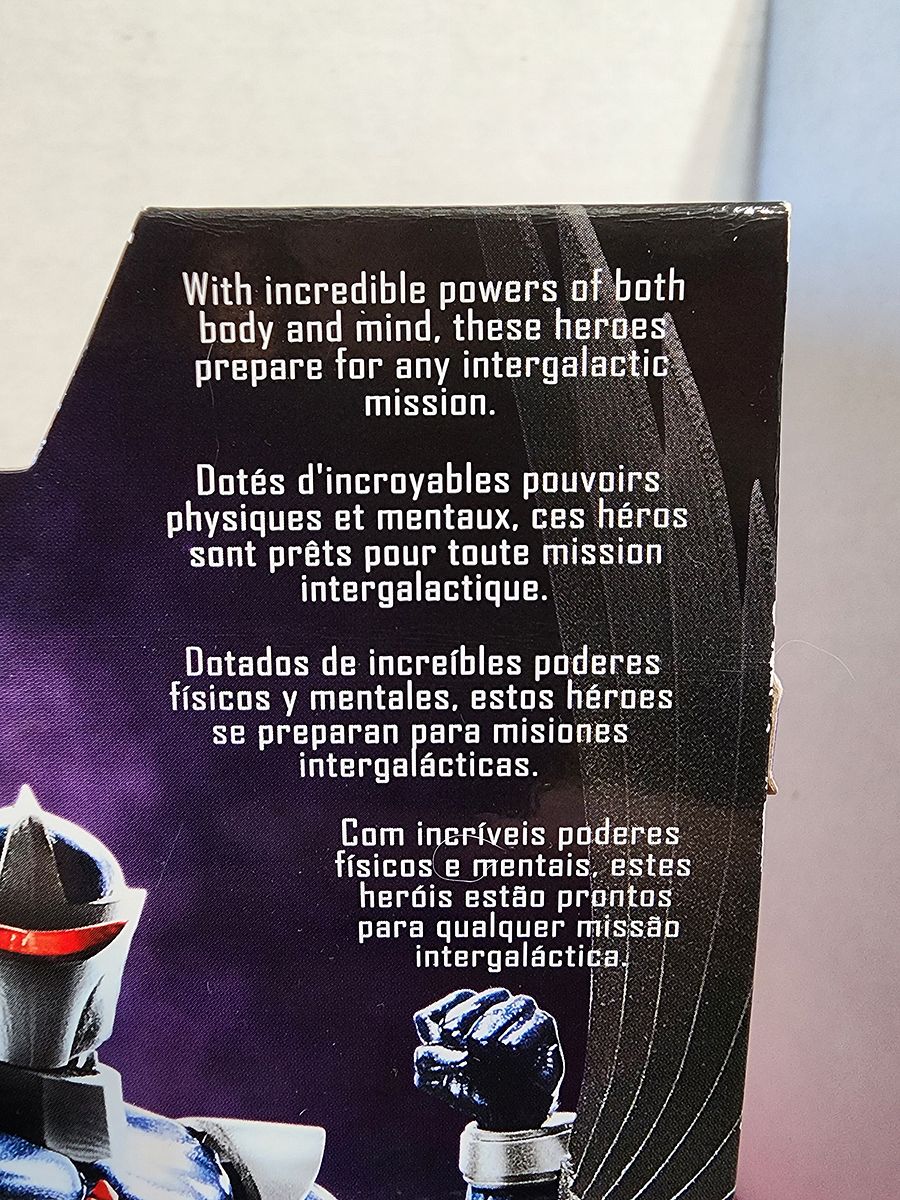 With incredible powers of both
body and mind, these heroes
prepare for any intergalactic
mission.
Dotés d'incroyables pouvoirs
physiques et mentaux, ces héros
sont prêts pour toute mission
intergalactique.
Dotados de increíbles poderes
físicos y mentales, estos héroes
se preparan para misiones
intergalácticas.
Com incríveis poderes
físicos e mentais, estes
heróis estão prontos
para qualquer missão
intergaláctica.